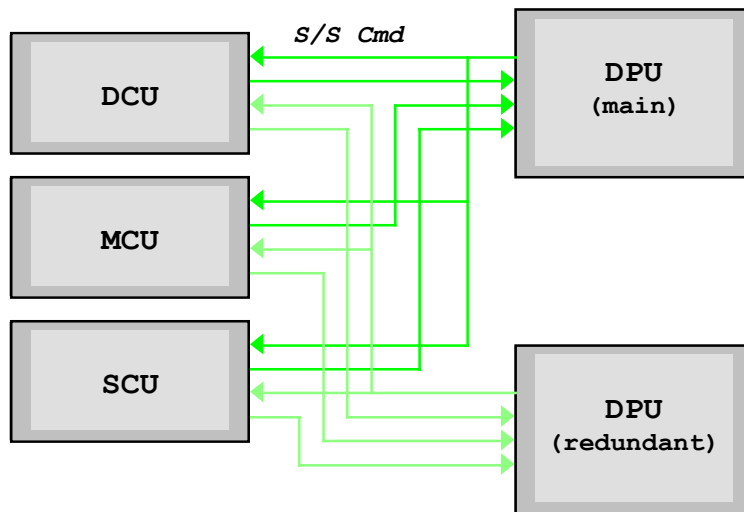 S/S Cmd
DCU
DPU
(main)
MCU
SCU
DPU
(redundant)